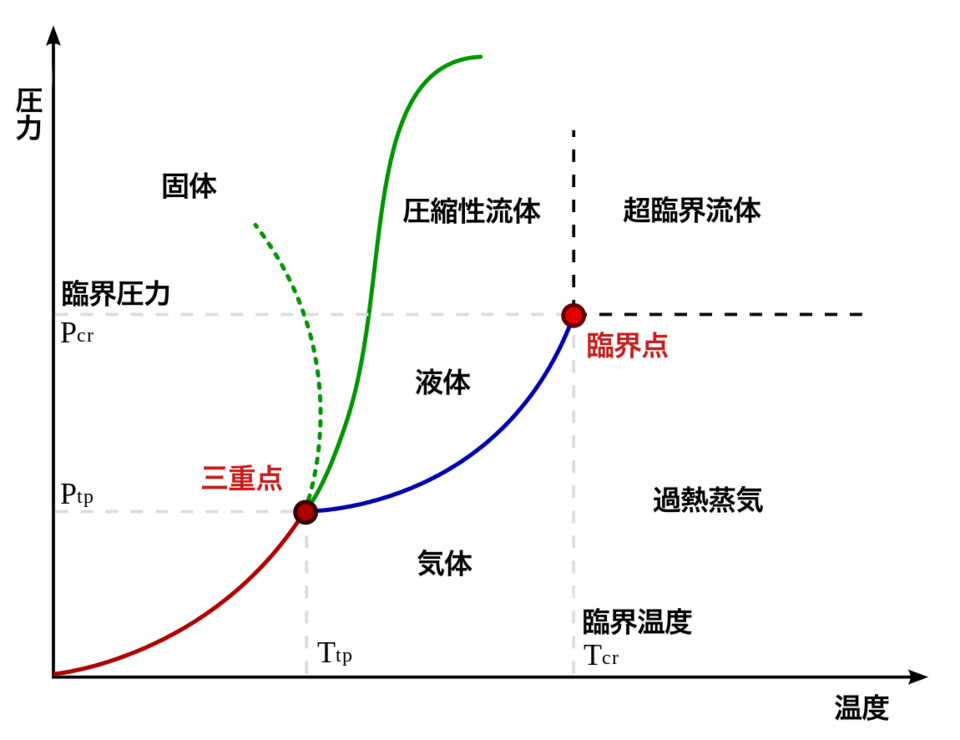 圧力
固体
圧縮性流体
超臨界流体
臨界圧力
Pcr
臨界点
液体
三重点
Ptp
過熱蒸気
気体
臨界温度
Ttp
Tcr
温度